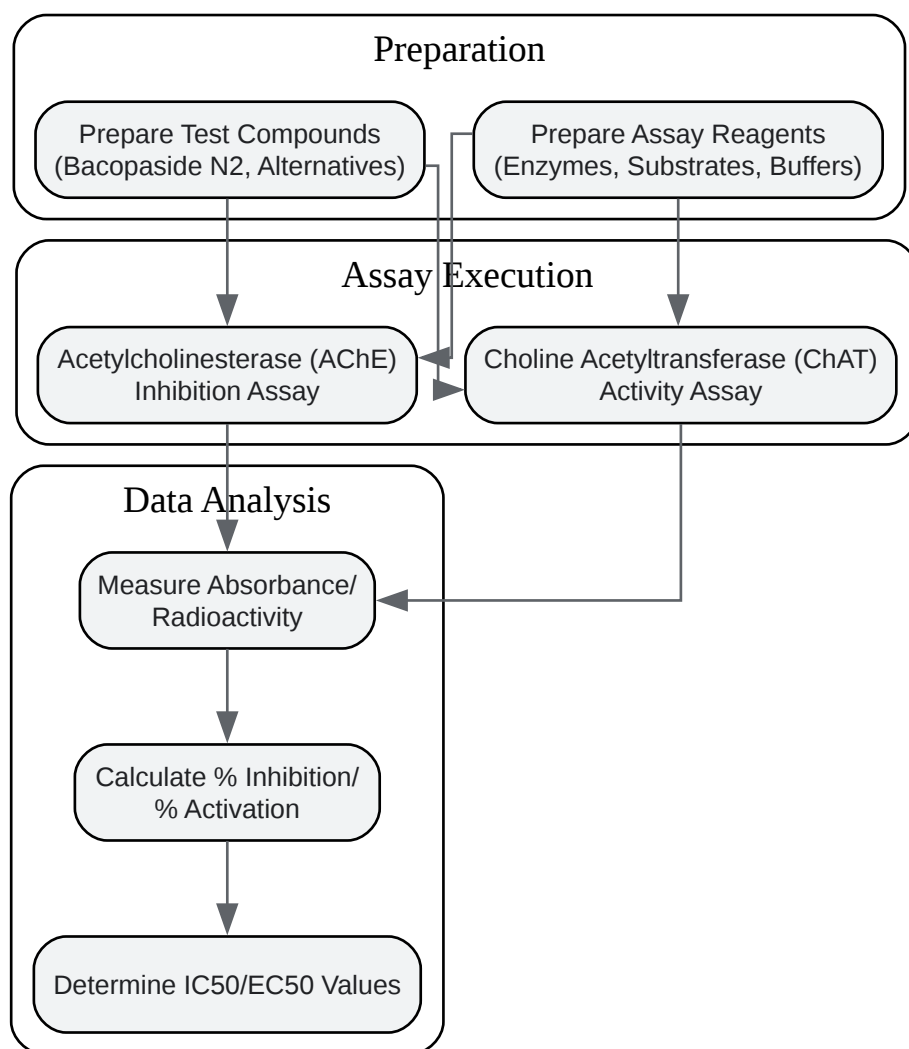 Preparation
Prepare Test Compounds
(Bacopaside N2, Alternatives)
Prepare Assay Reagents
(Enzymes, Substrates, Buffers)
Assay Execution
Acetylcholinesterase (AChE)
Inhibition Assay
Choline Acetyltransferase (ChAT)
Activity Assay
Data Analysis
Measure Absorbance/
Radioactivity
Calculate % Inhibition/
% Activation
Determine IC50/EC50 Values